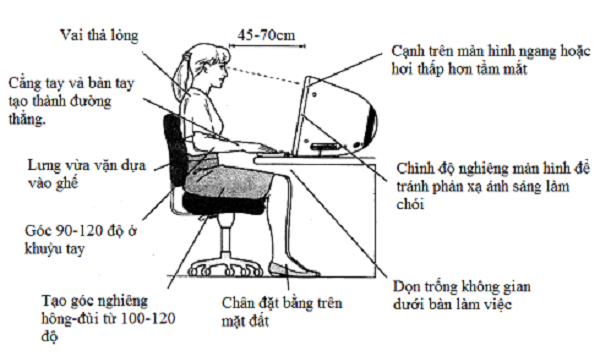 Vai thả lỏng
45-70cm
Cạnh trên màn hình ngang hoặc
hơi thấp hơn tầm mắt
Cẳng tay và bàn tay
tạo thành đường
thẳng.
Lưng vừa vặn dựa
vào ghế
Chỉnh độ nghiêng màn hình để
tránh phản xạ ánh sáng làm
chói
Góc 90-120 độ ở
khuỷu tay
Dọn trống không gian
dưới bàn làm việc
Tạo góc nghiêng
hông-đùi từ 100-120
độ
Chân đặt bằng trên
mặt đất